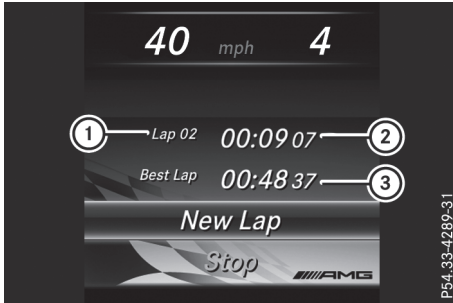 40 mph 4
1 Lap 02 00:09 07 2
Best Lap 00:48 37 3
New Lap
Stop AMG
P54.33-4289-31